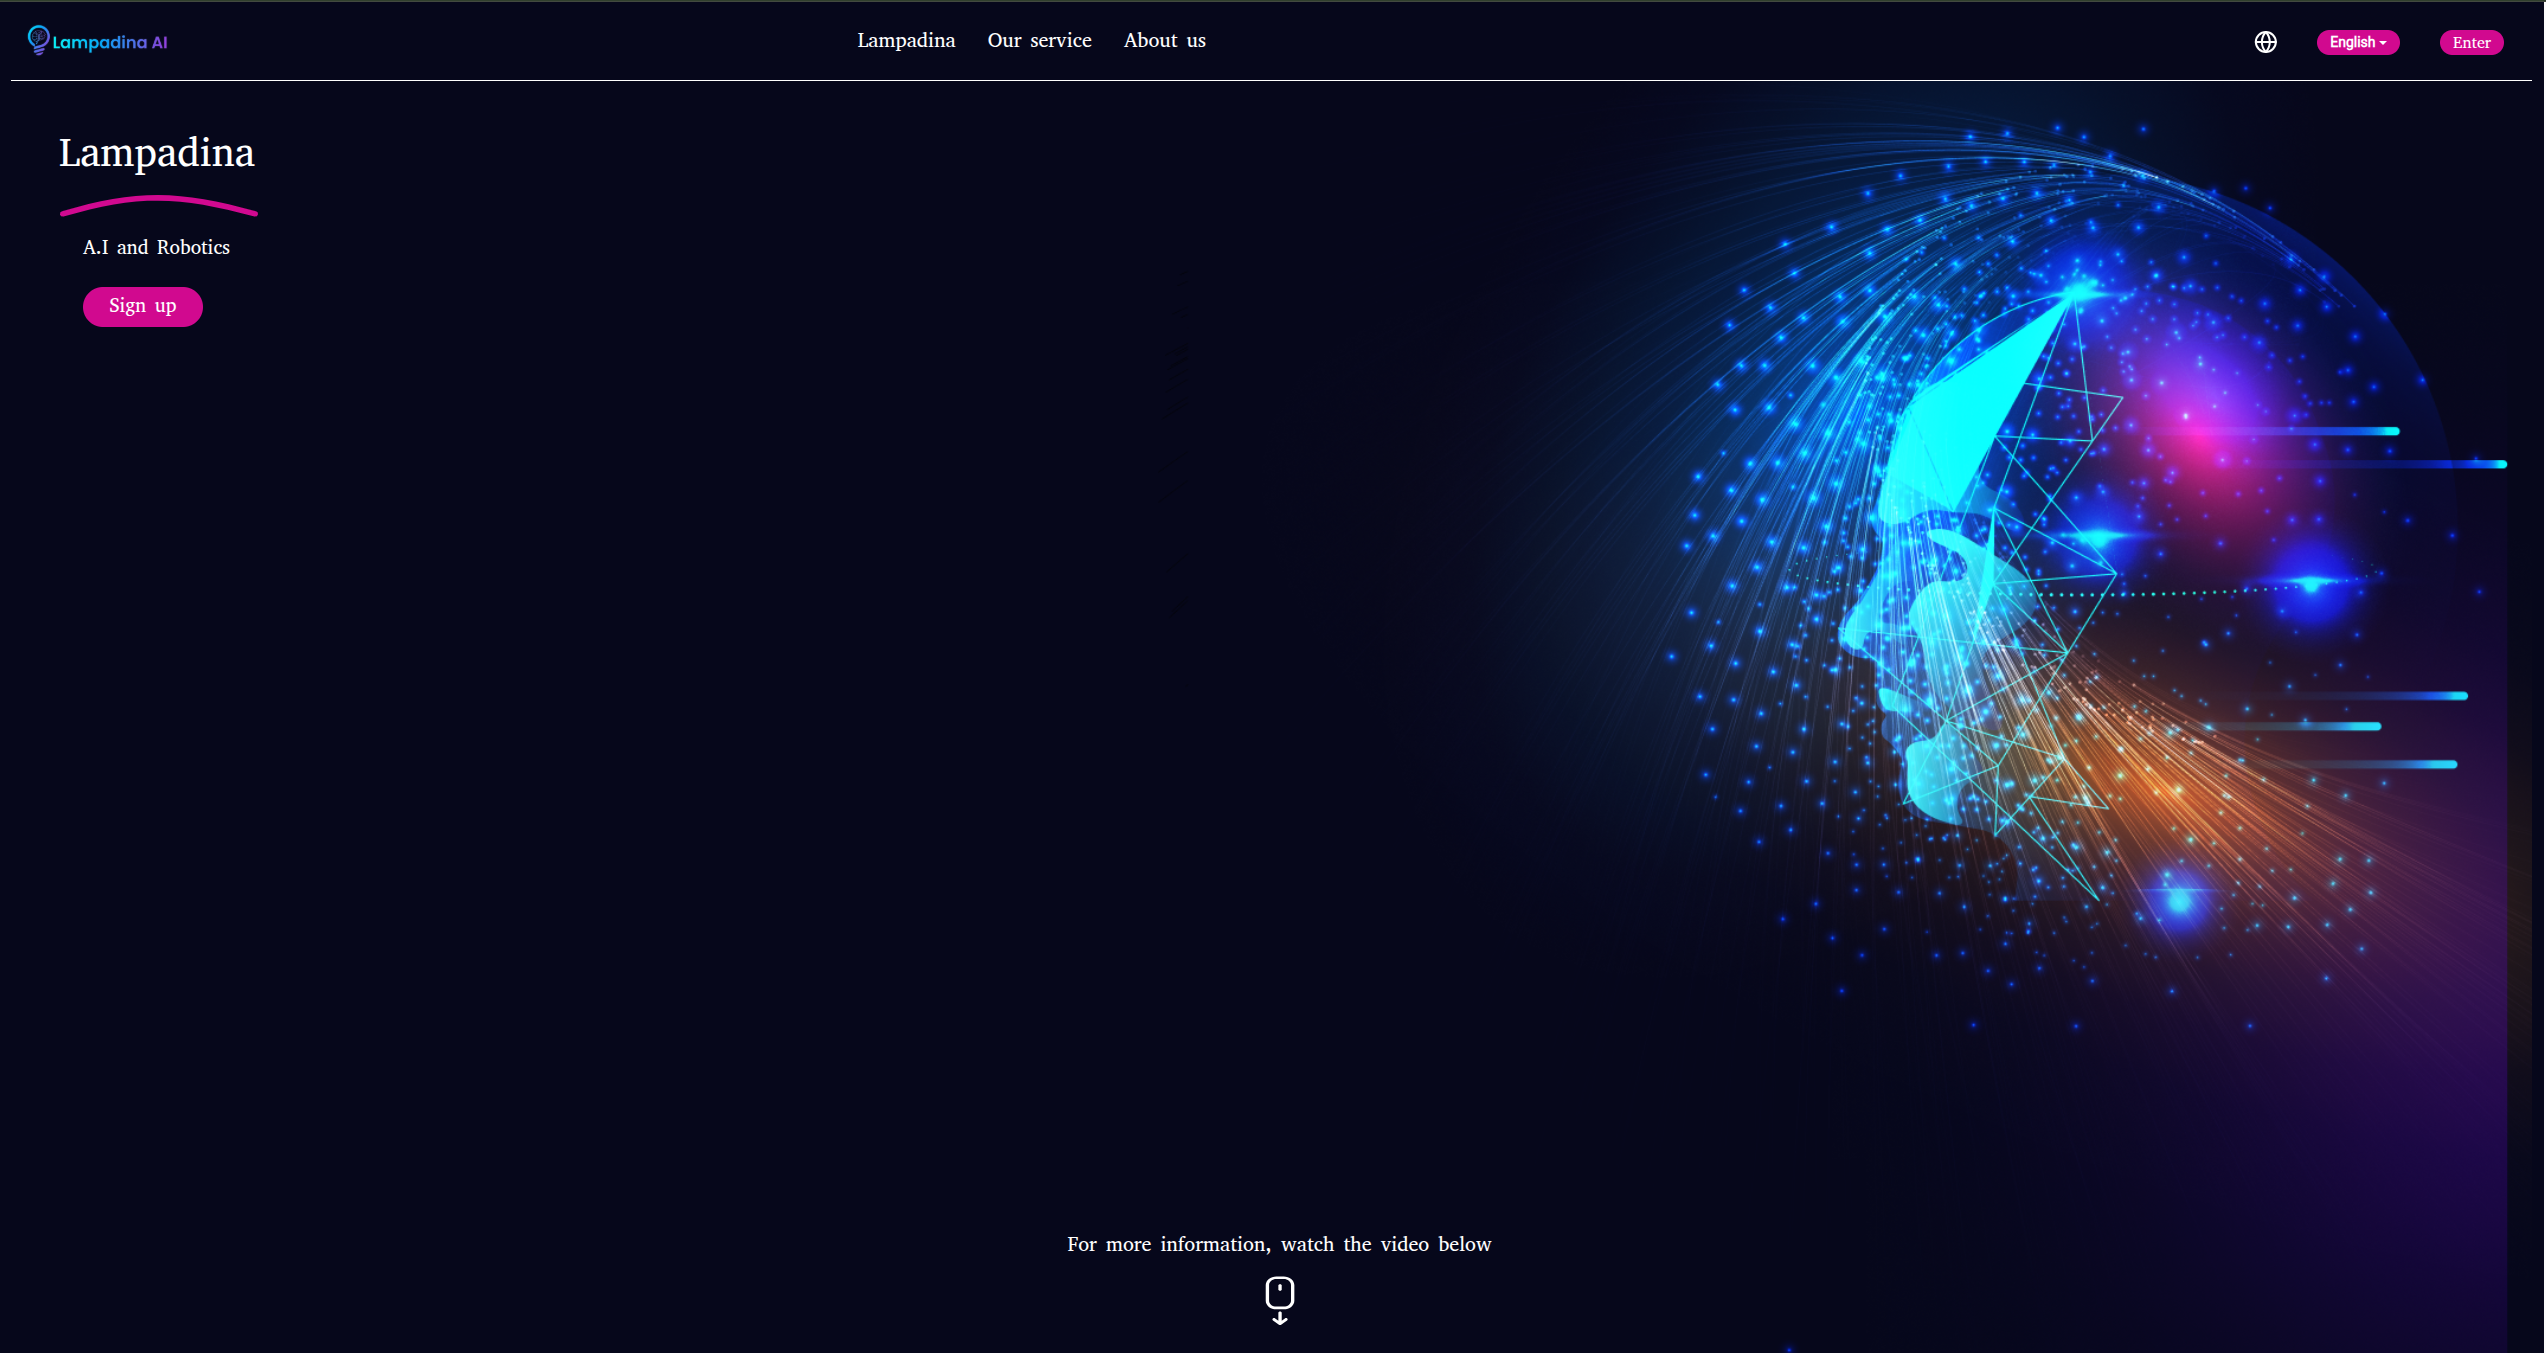 Lampadina AI
Lampadina Our service About us
English
Enter
Lampadina
A.I and Robotics
Sign up
For more information, watch the video below